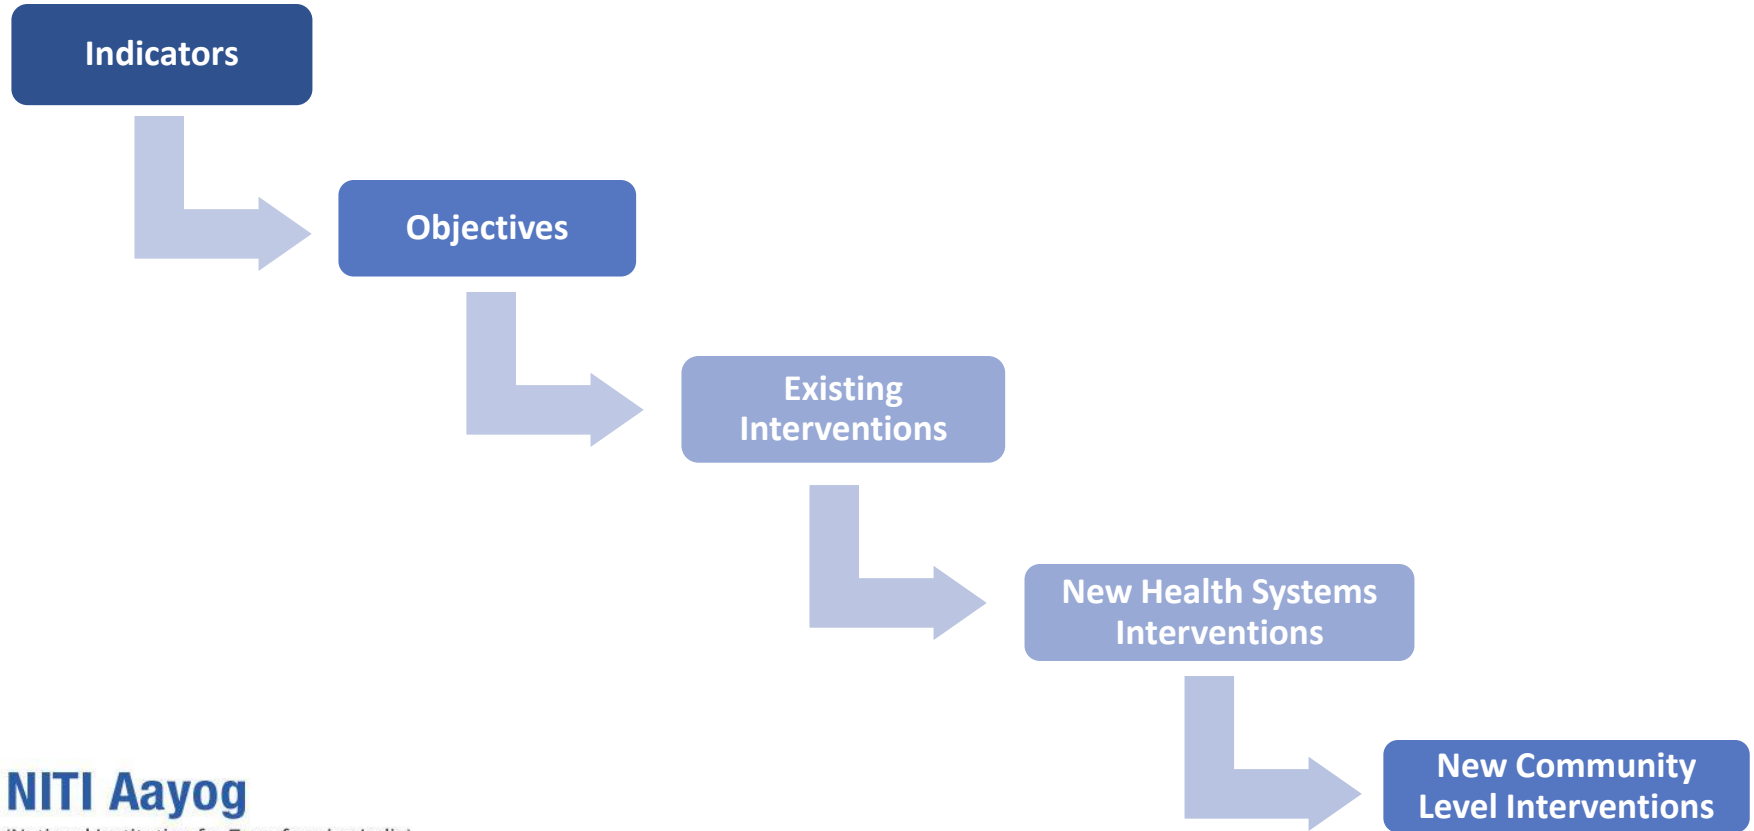 Indicators
Objectives
Existing
Interventions
New Health Systems
Interventions
New Community
Level Interventions
NITI Aayog